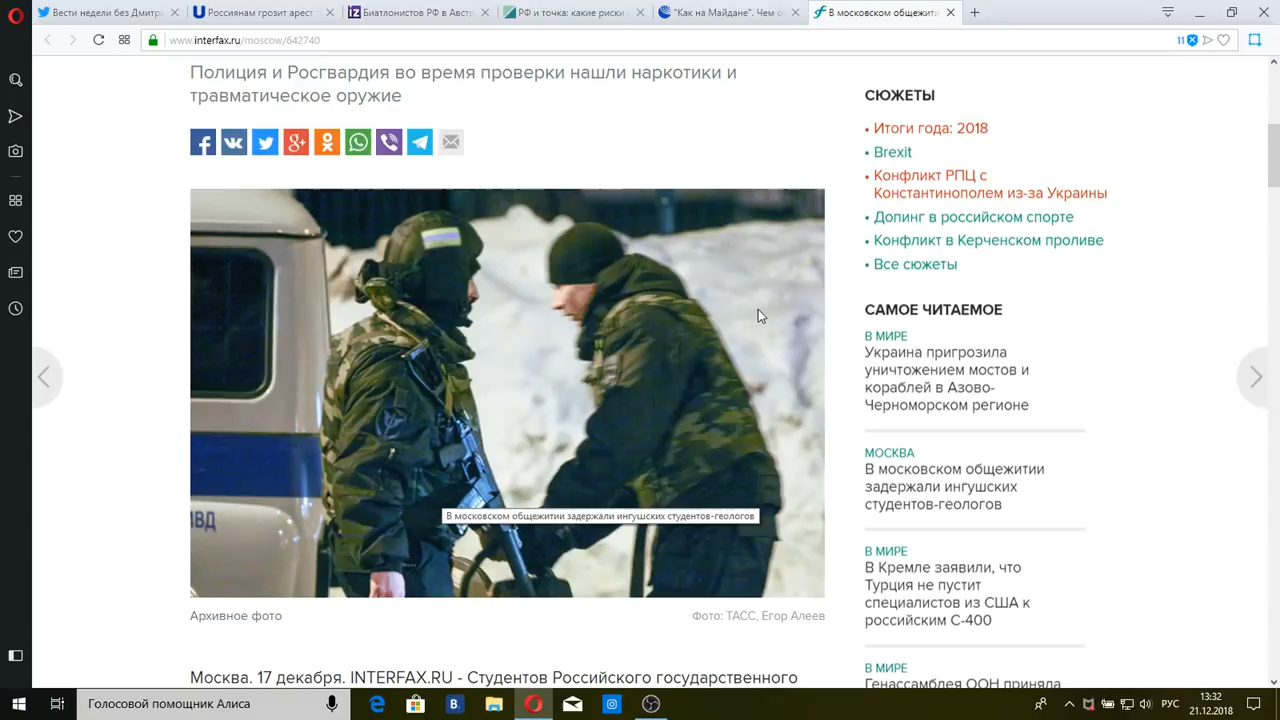 Вести недели без Дмитр
Россиянам грозит арест
Биатлонистов РФ в Австр
РФ и точка: какие риски
"Как на Майдане". Чем о
В московском общежити
www.interfax.ru/moscow/642740
11
Полиция и Росгвардия во время проверки нашли наркотики и
травматическое оружие
МВД
В московском общежитии задержали ингушских студентов-геологов
Архивное фото
Фото: ТАСС, Егор Алеев
Москва. 17 декабря. INTERFAX.RU - Студентов Российского государственного
СЮЖЕТЫ
• Итоги года: 2018
• Brexit
• Конфликт РПЦ с
Константинополем из-за Украины
• Допинг в российском спорте
• Конфликт в Керченском проливе
• Все сюжеты
САМОЕ ЧИТАЕМОЕ
В МИРЕ
Украина пригрозила
уничтожением мостов и
кораблей в Азово-
Черноморском регионе
МОСКВА
В московском общежитии
задержали ингушских
студентов-геологов
В МИРЕ
В Кремле заявили, что
Турция не пустит
специалистов из США к
российским С-400
В МИРЕ
Генассамблея ООН приняла
Голосовой помощник Алиса
РУС
13:32
21.12.2018